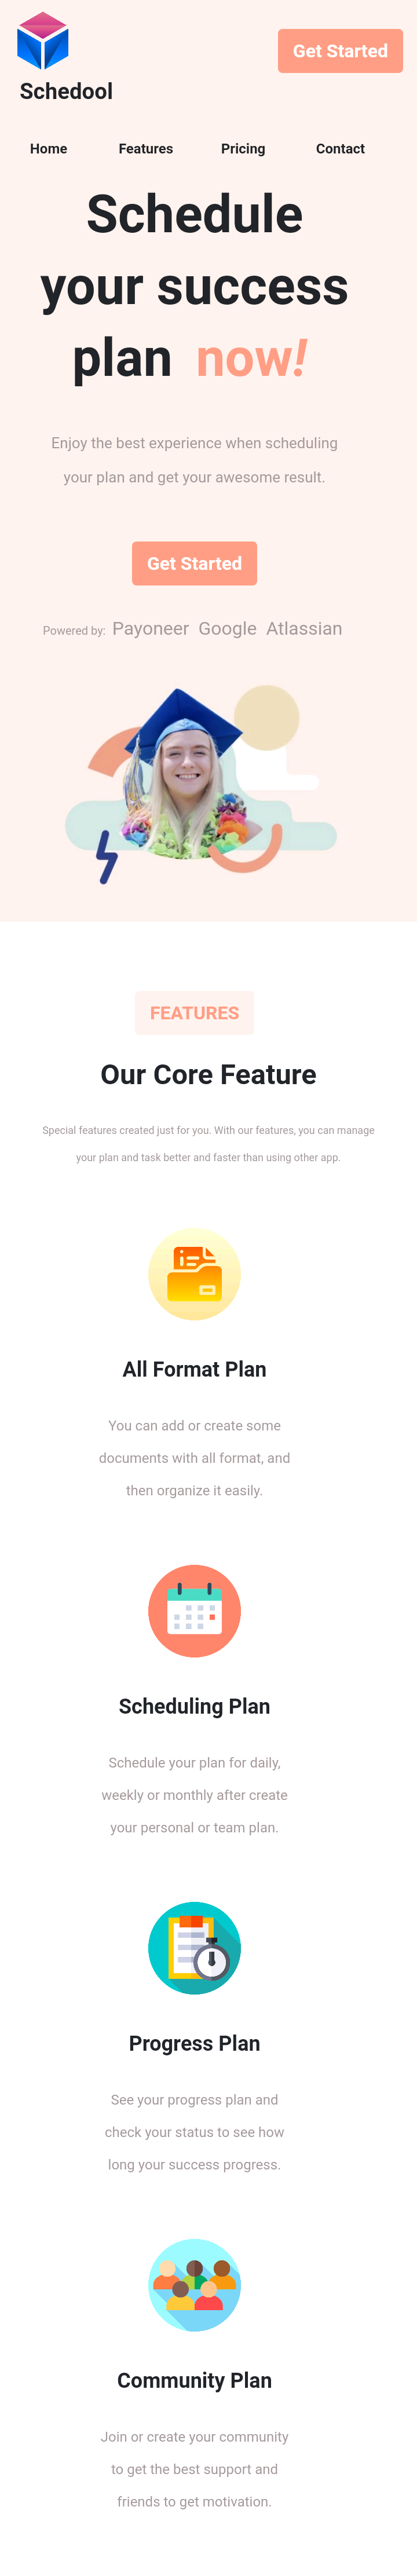 Get Started
Schedool
Home Features Pricing Contact
Schedule
your success
plan now!
Enjoy the best experience when scheduling
your plan and get your awesome result.
Get Started
Powered by: Payoneer Google Atlassian
FEATURES
Our Core Feature
Special features created just for you. With our features, you can manage
your plan and task better and faster than using other app.
All Format Plan
You can add or create some
documents with all format, and
then organize it easily.
Scheduling Plan
Schedule your plan for daily,
weekly or monthly after create
your personal or team plan.
Progress Plan
See your progress plan and
check your status to see how
long your success progress.
Community Plan
Join or create your community
to get the best support and
friends to get motivation.